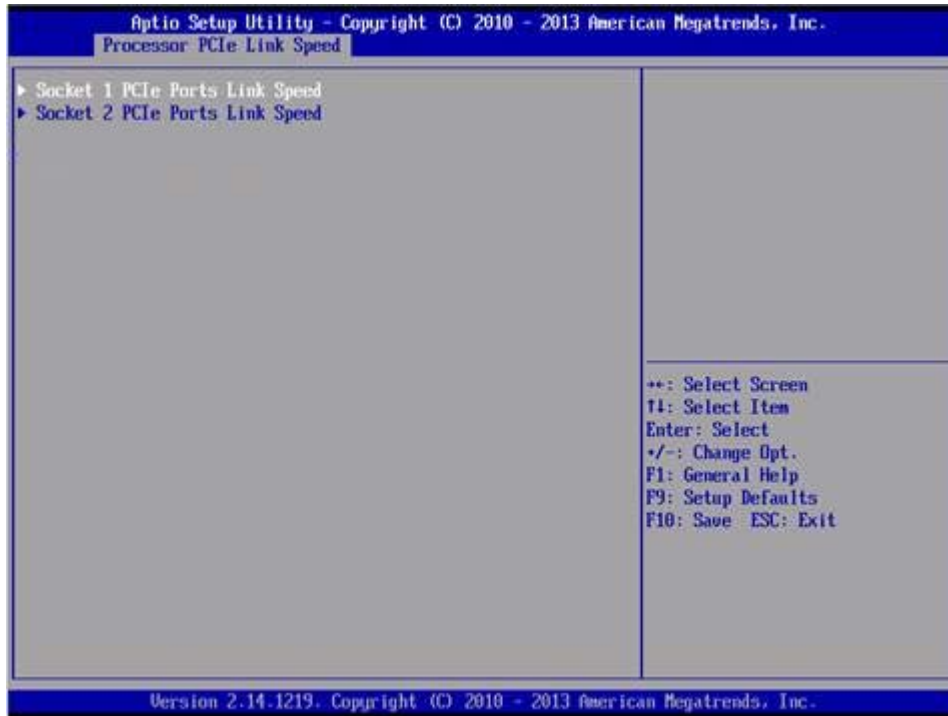 Aptio Setup Utility - Copyright (C) 2010 - 2013 American Megatrends, Inc.
Processor PCIe Link Speed
Socket 1 PCIe Ports Link Speed
Socket 2 PCIe Ports Link Speed
→←: Select Screen
↑↓: Select Item
Enter: Select
+/-: Change Opt.
F1: General Help
F9: Setup Defaults
F10: Save ESC: Exit
Version 2.14.1219. Copyright (C) 2010 - 2013 American Megatrends, Inc.